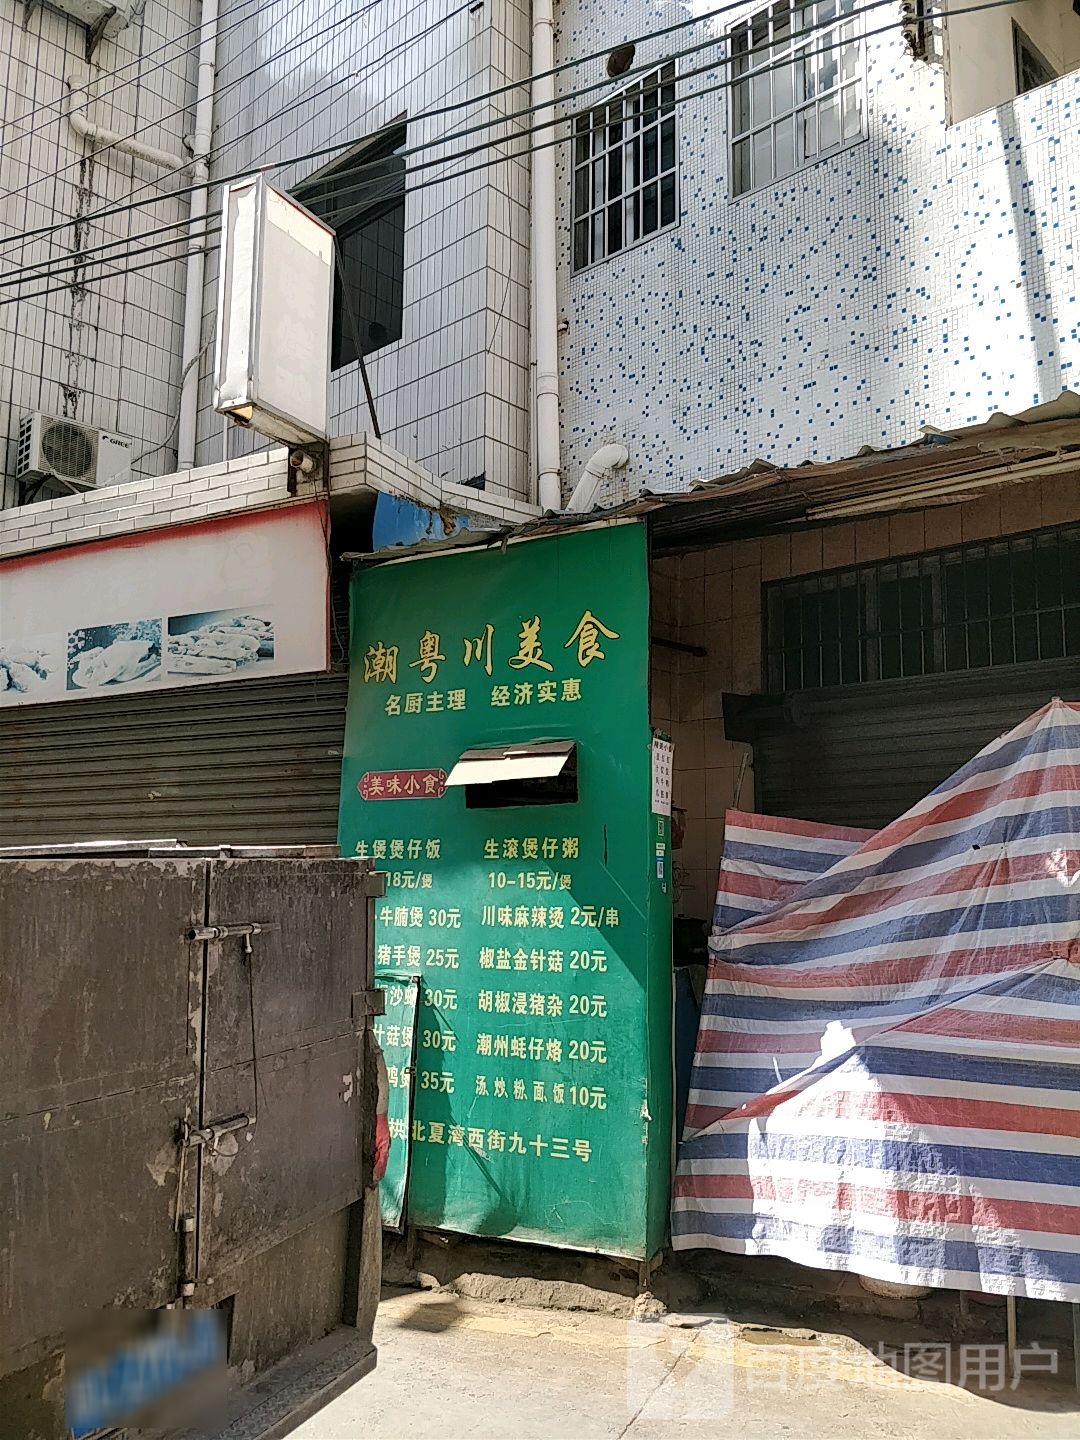 GREE
潮粤川美食
名厨主理 经济实惠
美味小食
生煲煲仔饭 生滚煲仔粥
18元/煲 10-15元/煲
牛腩煲 30元 川味麻辣烫 2元/串
猪手煲 25元 椒盐金针菇 20元
沙 30元 胡椒浸猪杂 20元
什菇煲 30元 潮州蚝仔烙 20元
鸡煲 35元 汤、炒、粉、面、饭 10元
拱北夏湾西街九十三号
百度地图用户